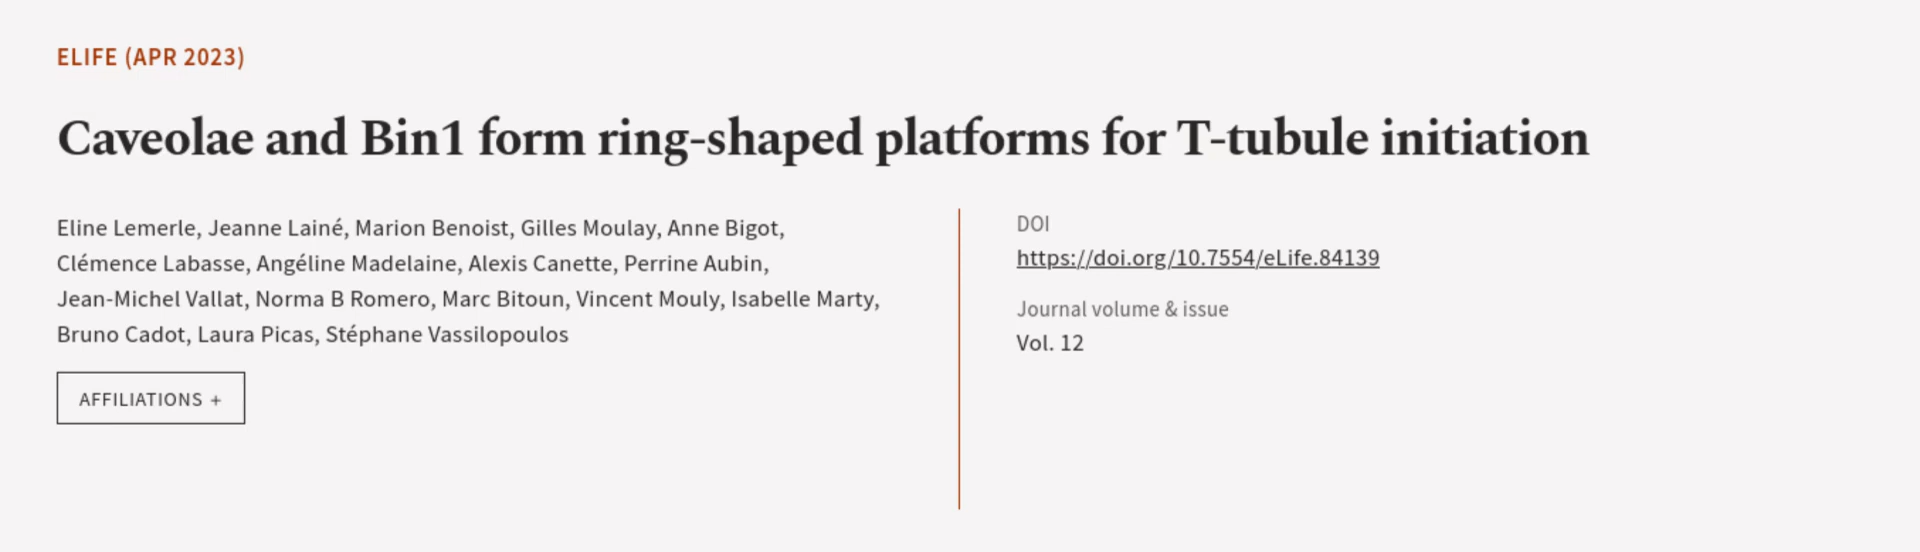 ELIFE (APR 2023)
Caveolae and Bin1 form ring-shaped platforms for T-tubule initiation
Eline Lemerle, Jeanne Lainé, Marion Benoist, Gilles Moulay, Anne Bigot,
Clémence Labasse, Angéline Madelaine, Alexis Canette, Perrine Aubin,
Jean-Michel Vallat, Norma B Romero, Marc Bitoun, Vincent Mouly, Isabelle Marty,
Bruno Cadot, Laura Picas, Stéphane Vassilopoulos
AFFILIATIONS +
DOI
https://doi.org/10.7554/eLife.84139
Journal volume & issue
Vol. 12